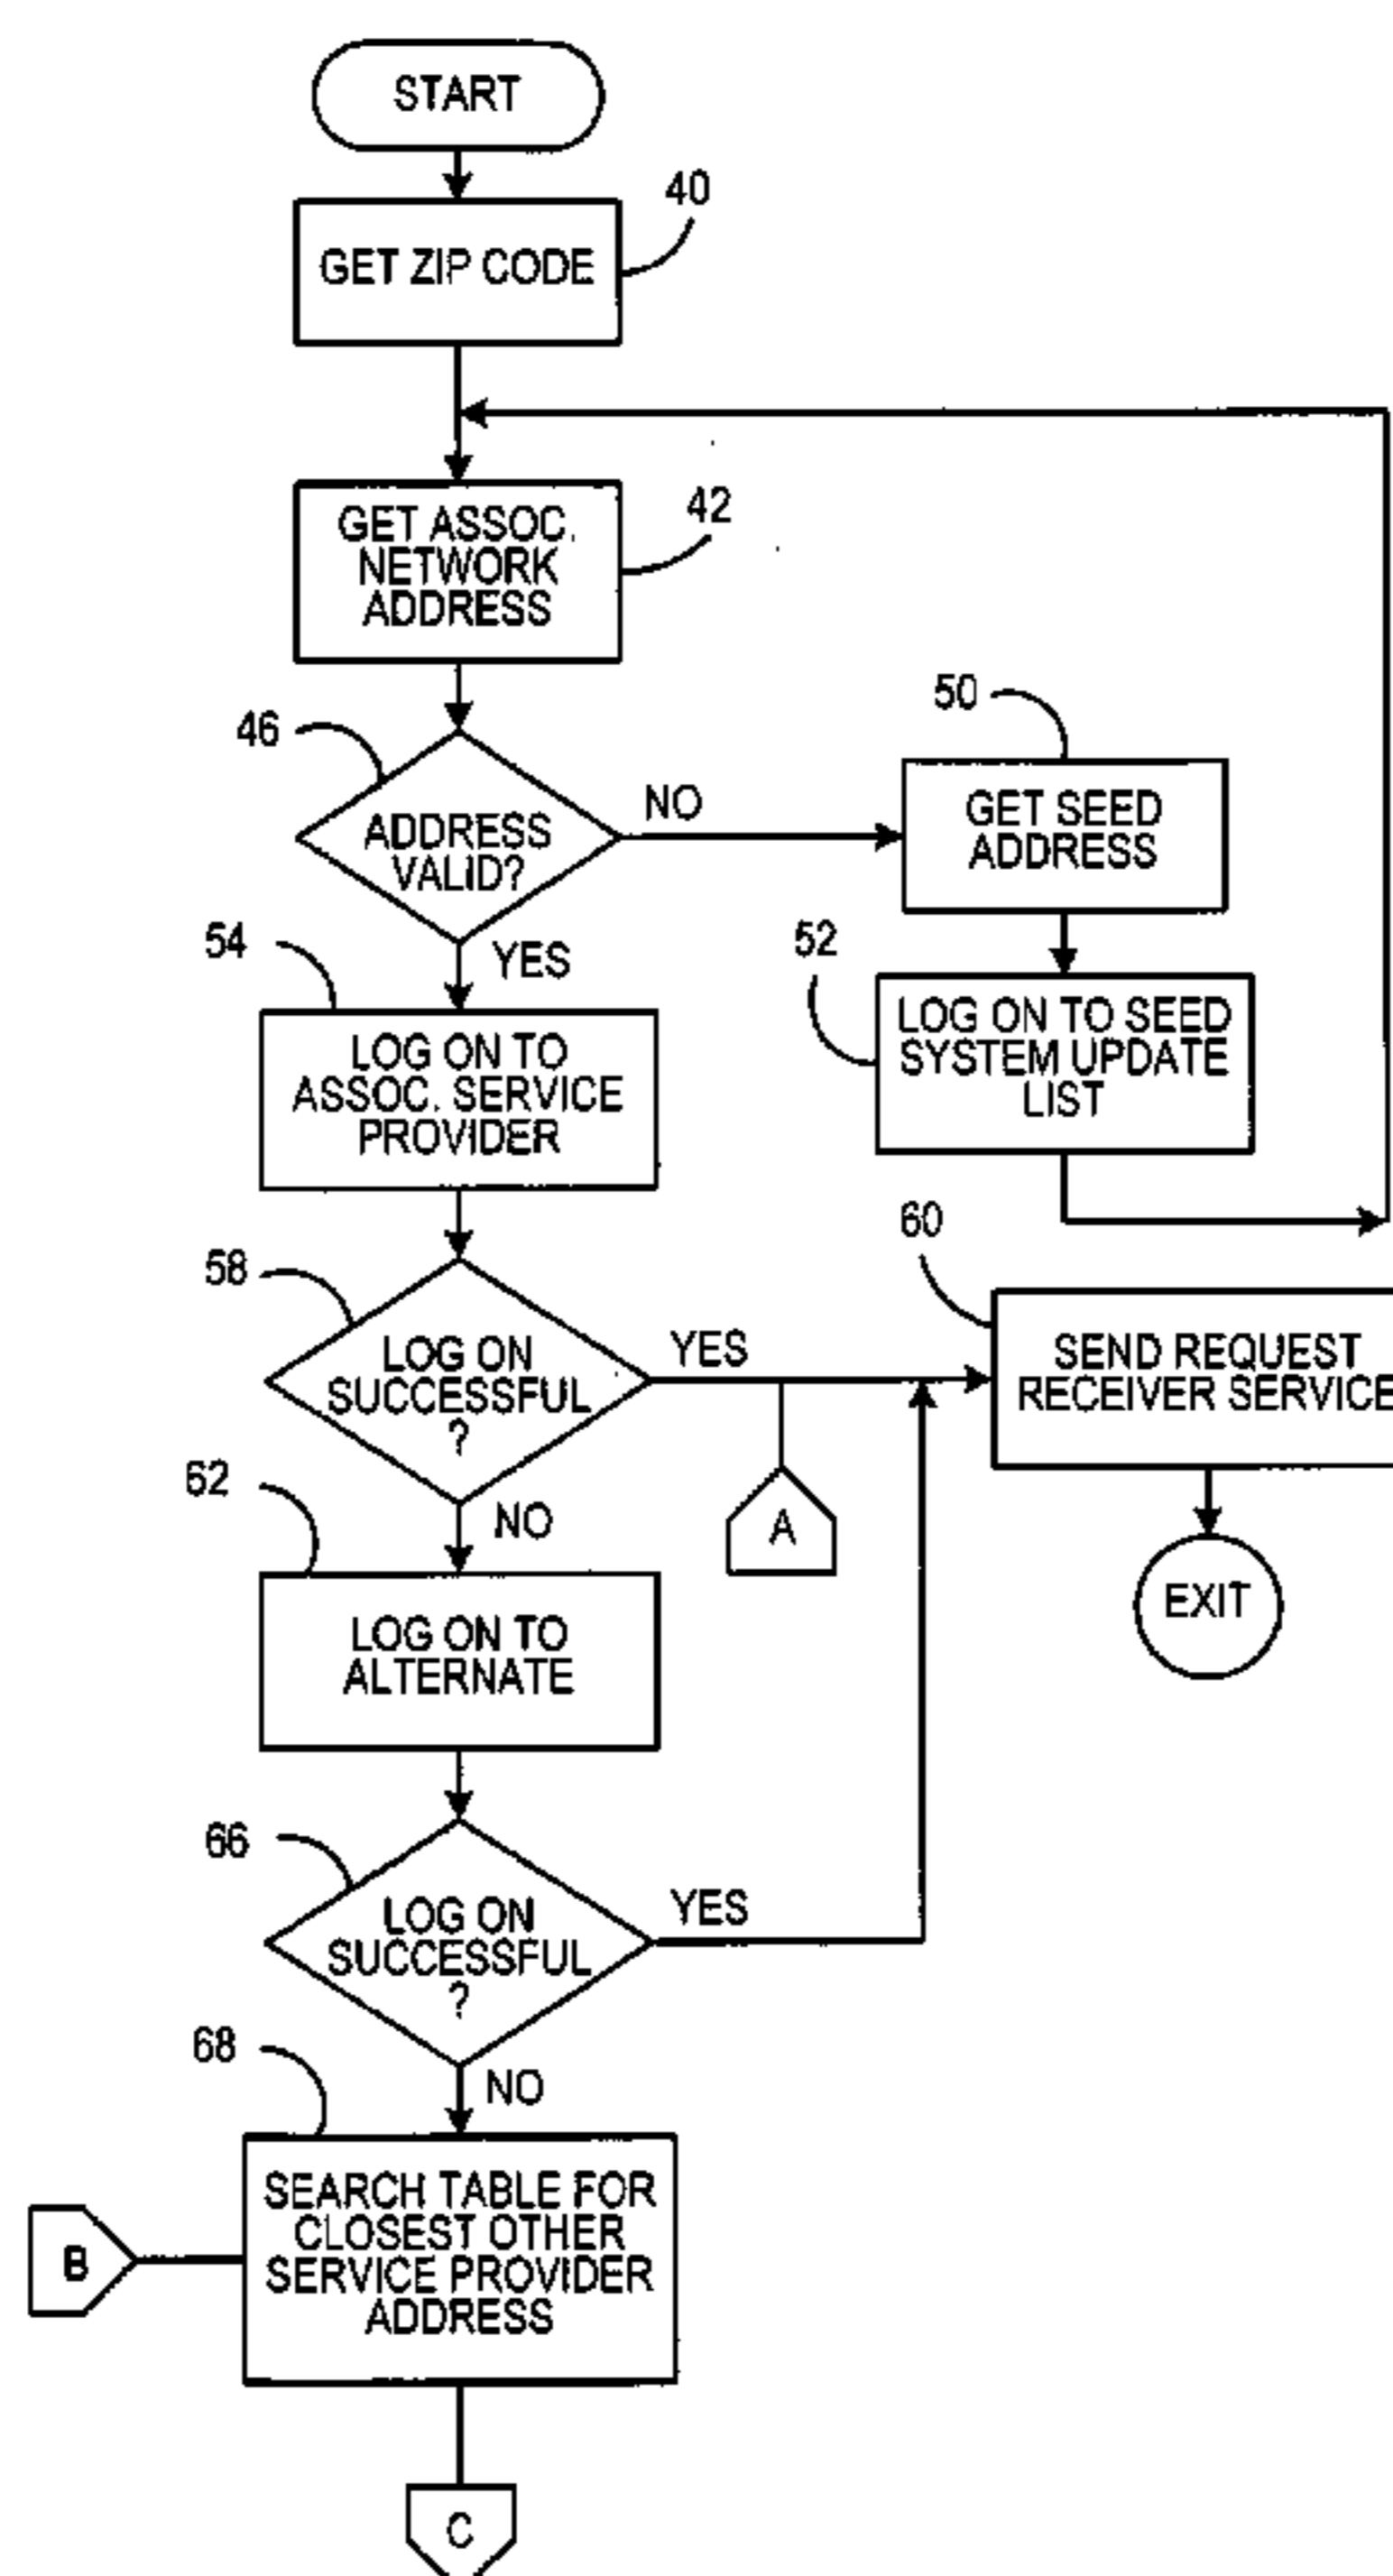 START
40
GET ZIP CODE
42
GET ASSOC.
NETWORK
ADDRESS
46
ADDRESS
VALID?
NO
50
GET SEED
ADDRESS
YES
52
LOG ON TO SEED
SYSTEM UPDATE
LIST
54
LOG ON TO
ASSOC. SERVICE
PROVIDER
58
LOG ON
SUCCESSFUL
?
YES
60
SEND REQUEST
RECEIVER SERVICE
A
EXIT
NO
62
LOG ON TO
ALTERNATE
66
LOG ON
SUCCESSFUL
?
YES
NO
68
SEARCH TABLE FOR
CLOSEST OTHER
SERVICE PROVIDER
ADDRESS
B
C